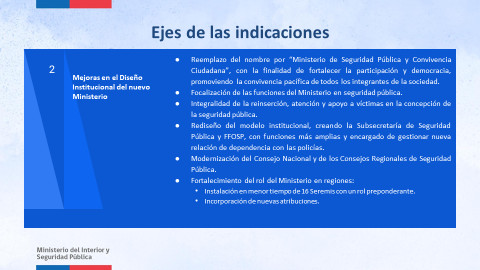 Ejes de las indicaciones
2
Mejoras en el Diseño
Institucional del nuevo
Ministerio
● Reemplazo del nombre por "Ministerio de Seguridad Pública y Convivencia
Ciudadana", con la finalidad de fortalecer la participación y democracia,
promoviendo la convivencia pacífica de todos los integrantes de la sociedad.
● Focalización de las funciones del Ministerio en seguridad pública.
● Integralidad de la reinserción, atención y apoyo a víctimas en la concepción de
la seguridad pública.
● Rediseño del modelo institucional, creando la Subsecretaría de Seguridad
Pública y FFOSP, con funciones más amplias y encargado de gestionar nueva
relación de dependencia con las policías.
● Modernización del Consejo Nacional y de los Consejos Regionales de Seguridad
Pública.
● Fortalecimiento del rol del Ministerio en regiones:
• Instalación en menor tiempo de 16 Seremis con un rol preponderante.
• Incorporación de nuevas atribuciones.
Ministerio del Interior y
Seguridad Pública